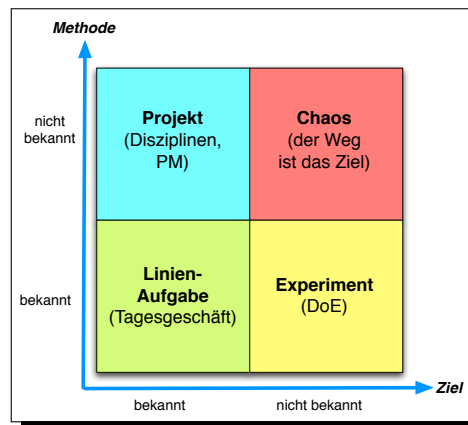 Methode
nicht
bekannt
Projekt
(Disziplinen,
PM)
Chaos
(der Weg
ist das Ziel)
bekannt
Linien-
Aufgabe
(Tagesgeschäft)
Experiment
(DoE)
Ziel
bekannt
nicht bekannt